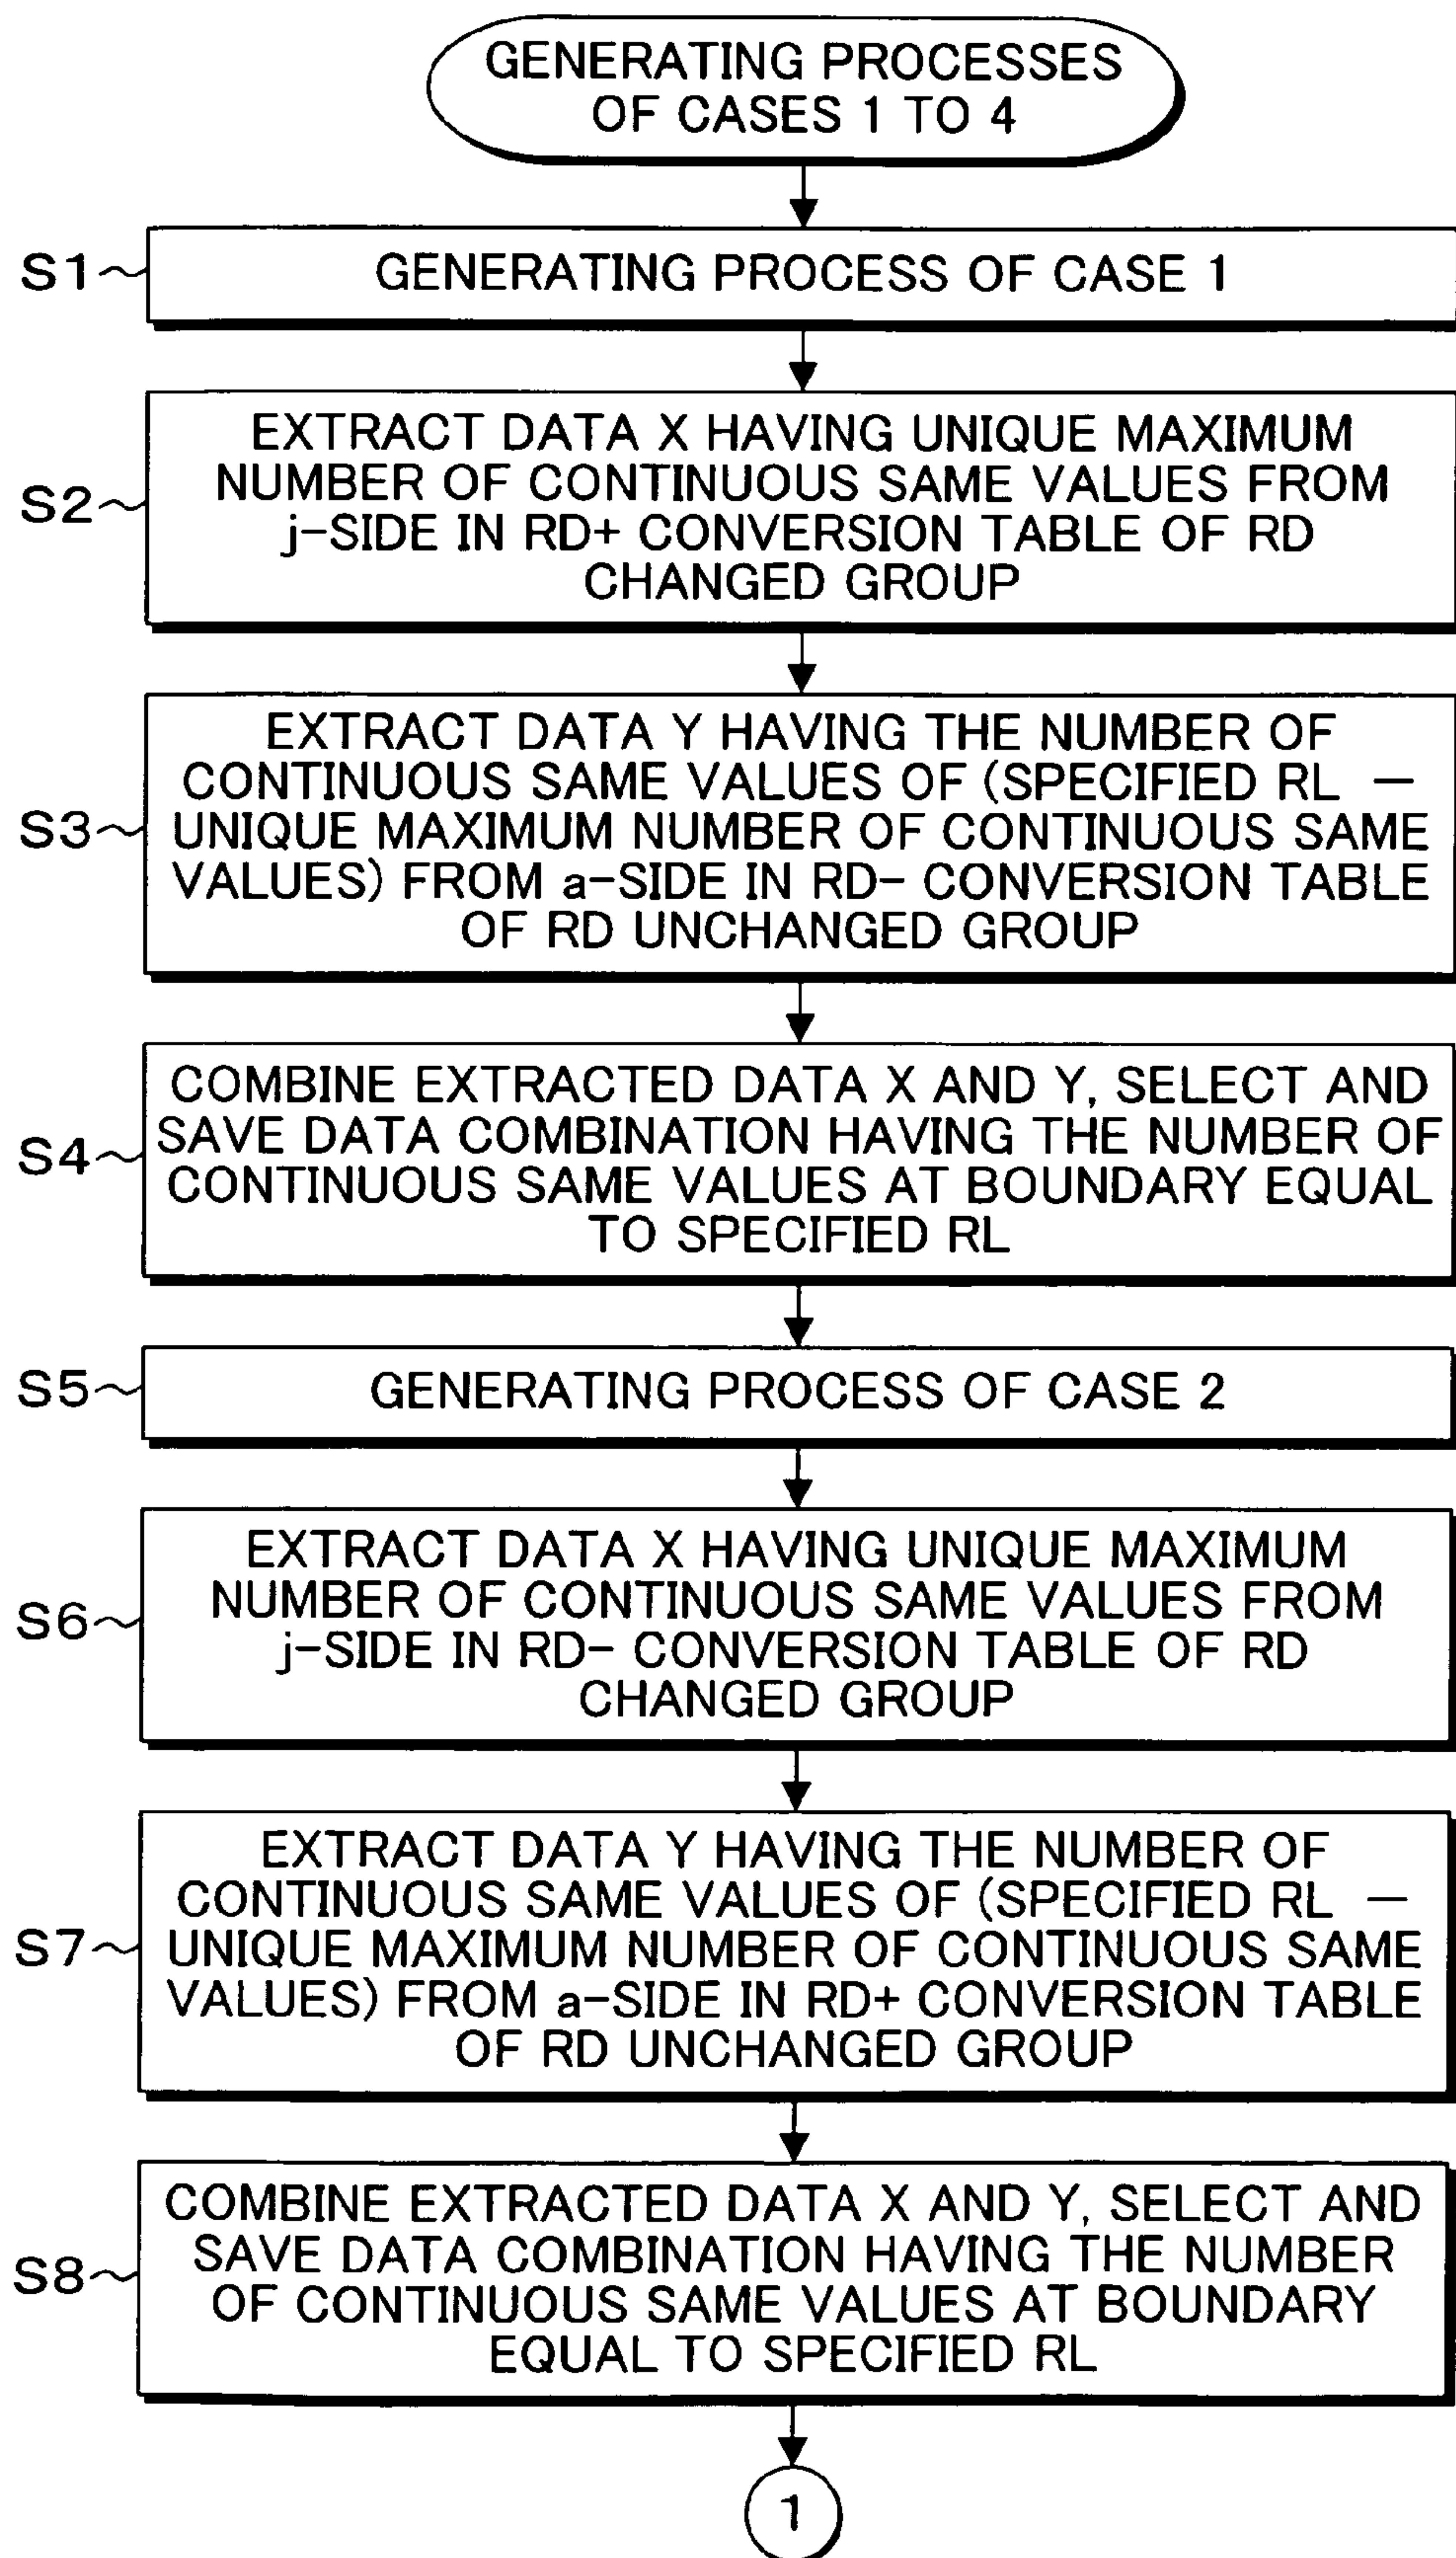 GENERATING PROCESSES
OF CASES 1 TO 4
S1
GENERATING PROCESS OF CASE 1
S2
EXTRACT DATA X HAVING UNIQUE MAXIMUM
NUMBER OF CONTINUOUS SAME VALUES FROM
j-SIDE IN RD+ CONVERSION TABLE OF RD
CHANGED GROUP
S3
EXTRACT DATA Y HAVING THE NUMBER OF
CONTINUOUS SAME VALUES OF (SPECIFIED RL －
UNIQUE MAXIMUM NUMBER OF CONTINUOUS SAME
VALUES) FROM a-SIDE IN RD- CONVERSION TABLE
OF RD UNCHANGED GROUP
S4
COMBINE EXTRACTED DATA X AND Y, SELECT AND
SAVE DATA COMBINATION HAVING THE NUMBER OF
CONTINUOUS SAME VALUES AT BOUNDARY EQUAL
TO SPECIFIED RL
S5
GENERATING PROCESS OF CASE 2
S6
EXTRACT DATA X HAVING UNIQUE MAXIMUM
NUMBER OF CONTINUOUS SAME VALUES FROM
j-SIDE IN RD- CONVERSION TABLE OF RD
CHANGED GROUP
S7
EXTRACT DATA Y HAVING THE NUMBER OF
CONTINUOUS SAME VALUES OF (SPECIFIED RL －
UNIQUE MAXIMUM NUMBER OF CONTINUOUS SAME
VALUES) FROM a-SIDE IN RD+ CONVERSION TABLE
OF RD UNCHANGED GROUP
S8
COMBINE EXTRACTED DATA X AND Y, SELECT AND
SAVE DATA COMBINATION HAVING THE NUMBER
OF CONTINUOUS SAME VALUES AT BOUNDARY
EQUAL TO SPECIFIED RL
1